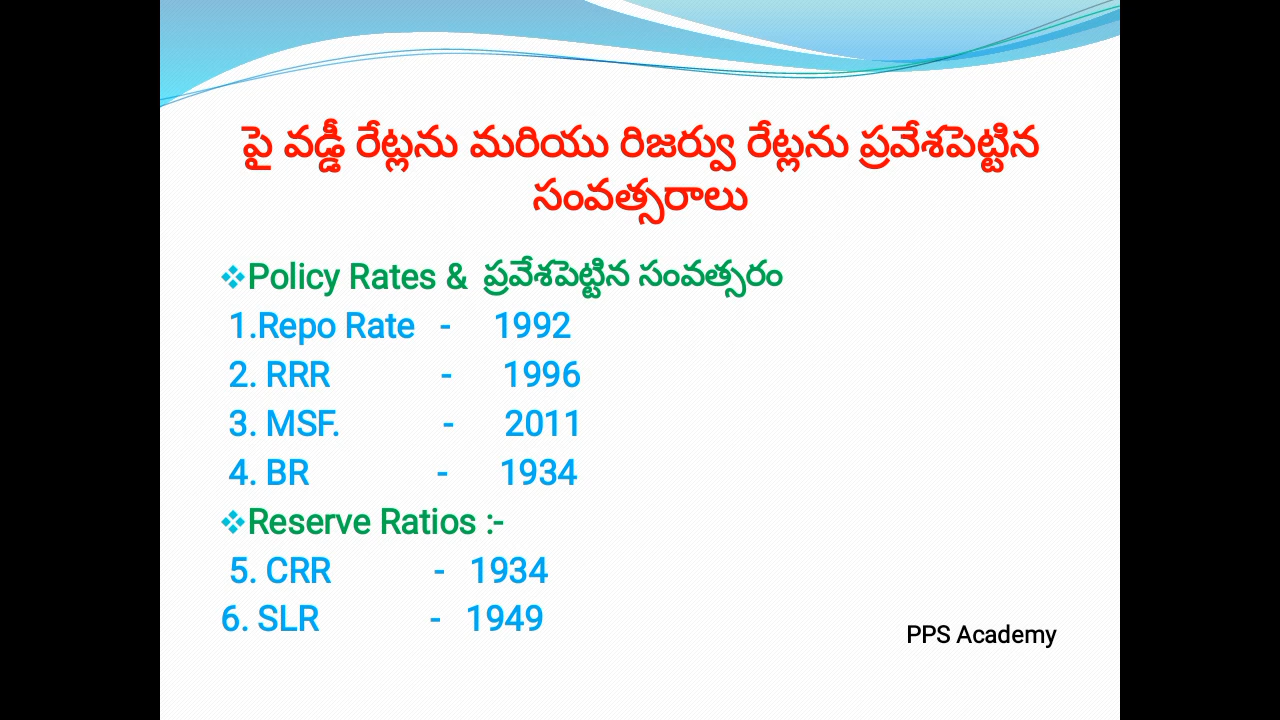 పై వడ్డీ రేట్లను మరియు రిజర్వు రేట్లను ప్రవేశపెట్టిన
సంవత్సరాలు
❖Policy Rates & ప్రవేశపెట్టిన సంవత్సరం
1.Repo Rate - 1992
2. RRR - 1996
3. MSF. - 2011
4. BR - 1934
❖Reserve Ratios :-
5. CRR - 1934
6. SLR - 1949
PPS Academy